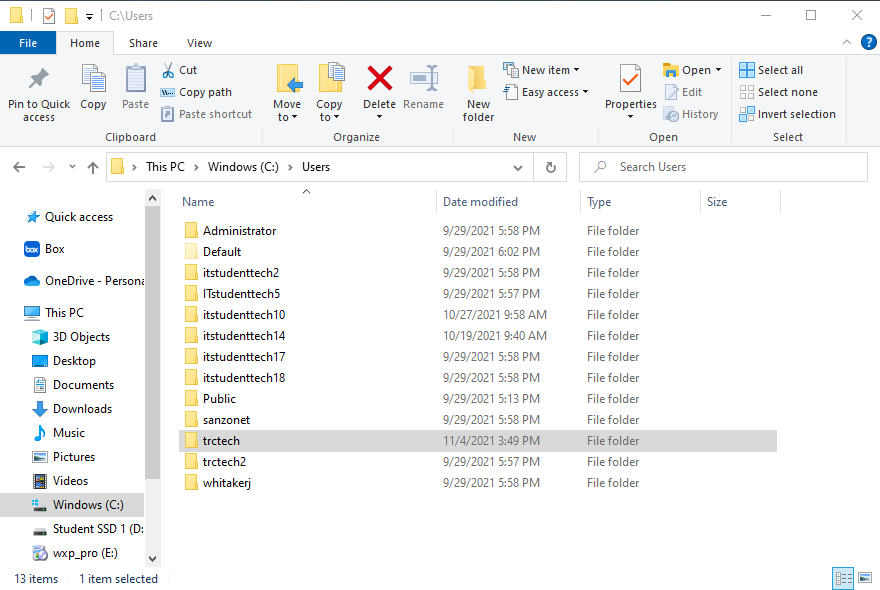 C:\Users
File Home Share View
Pin to Quick access
Copy
Paste
Cut
Copy path
Paste shortcut
Clipboard
Move to
Copy to
Delete
Rename
Organize
New folder
New item
Easy access
New
Properties
Open
Edit
History
Open
Select all
Select none
Invert selection
Select
This PC > Windows (C:) > Users
Search Users
Quick access
box Box
OneDrive - Persona
This PC
3D Objects
Desktop
Documents
Downloads
Music
Pictures
Videos
Windows (C:)
Student SSD 1 (D:
wxp_pro (E:)
Name Date modified Type Size
Administrator 9/29/2021 5:58 PM File folder
Default 9/29/2021 6:02 PM File folder
itstudenttech2 9/29/2021 5:58 PM File folder
ITstudenttech5 9/29/2021 5:57 PM File folder
itstudenttech10 10/27/2021 9:58 AM File folder
itstudenttech14 10/19/2021 9:40 AM File folder
itstudenttech17 9/29/2021 5:58 PM File folder
itstudenttech18 9/29/2021 5:58 PM File folder
Public 9/29/2021 5:13 PM File folder
sanzonet 9/29/2021 5:58 PM File folder
trctech 11/4/2021 3:49 PM File folder
trctech2 9/29/2021 5:57 PM File folder
whitakerj 9/29/2021 5:58 PM File folder
13 items 1 item selected